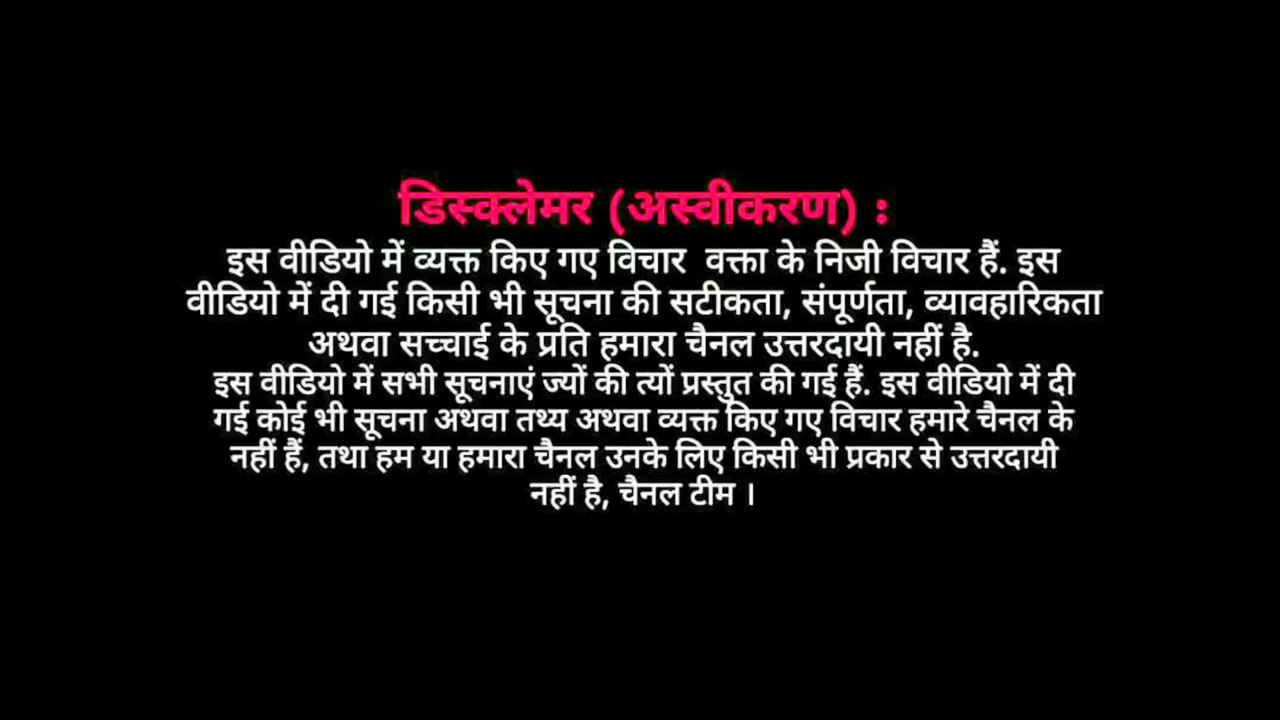 डिस्क्लेमर (अस्वीकरण) :
इस वीडियो में व्यक्त किए गए विचार वक्ता के निजी विचार हैं. इस
वीडियो में दी गई किसी भी सूचना की सटीकता, संपूर्णता, व्यावहारिकता
अथवा सच्चाई के प्रति हमारा चैनल उत्तरदायी नहीं है.
इस वीडियो में सभी सूचनाएं ज्यों की त्यों प्रस्तुत की गई हैं. इस वीडियो में दी
गई कोई भी सूचना अथवा तथ्य अथवा व्यक्त किए गए विचार हमारे चैनल के
नहीं हैं, तथा हम या हमारा चैनल उनके लिए किसी भी प्रकार से उत्तरदायी
नहीं है, चैनल टीम ।